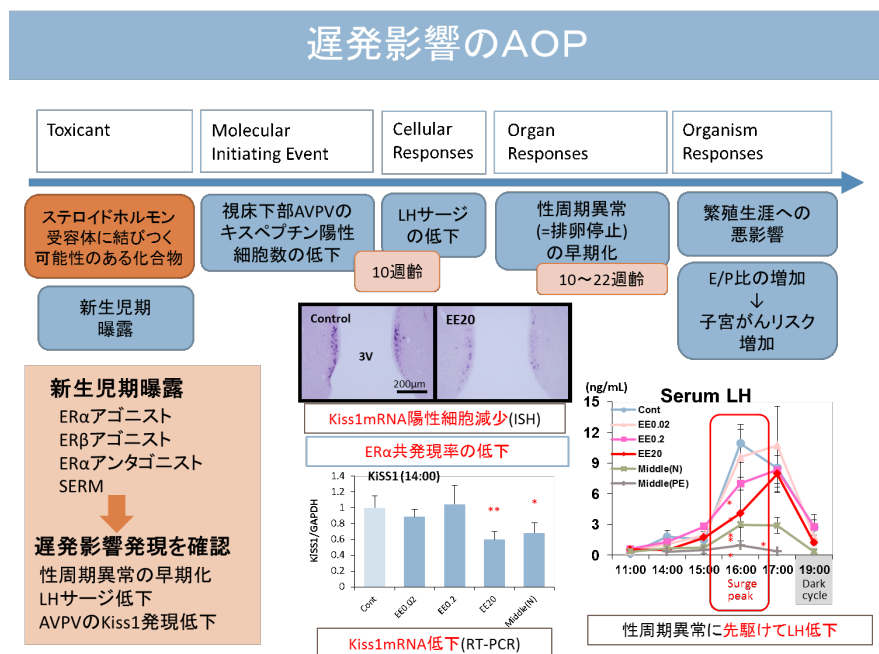 遅発影響のAOP
Toxicant
Molecular
Initiating Event
Cellular
Responses
Organ
Responses
Organism
Responses
ステロイドホルモン
受容体に結びつく
可能性のある化合物
新生児期
曝露
視床下部AVPVの
キスペプチン陽性
細胞数の低下
LHサージ
の低下
10週齢
性周期異常
(=排卵停止)
の早期化
10～22週齢
繁殖生涯への
悪影響
E/P比の増加
↓
子宮がんリスク
増加
新生児期曝露
ERαアゴニスト
ERβアゴニスト
ERαアンタゴニスト
SERM
遅発影響発現を確認
性周期異常の早期化
LHサージ低下
AVPVのKiss1発現低下
Control
3V
200μm
EE20
Kiss1mRNA陽性細胞減少(ISH)
ERα共発現率の低下
KiSS1 (14:00)
KISS1/GAPDH
1.4
1.2
1
0.8
0.6
0.4
0.2
0
**
*
Cont
EE0.02
EE0.2
EE20
Middle(N)
Kiss1mRNA低下(RT-PCR)
(ng/mL)
Serum LH
15
12
9
6
3
0
Cont
EE0.02
EE0.2
EE20
Middle(N)
Middle(PE)
*
*
*
*
*
*
11:00
14:00
15:00
16:00
17:00
19:00
Surge
peak
Dark
cycle
性周期異常に先駆けてLH低下